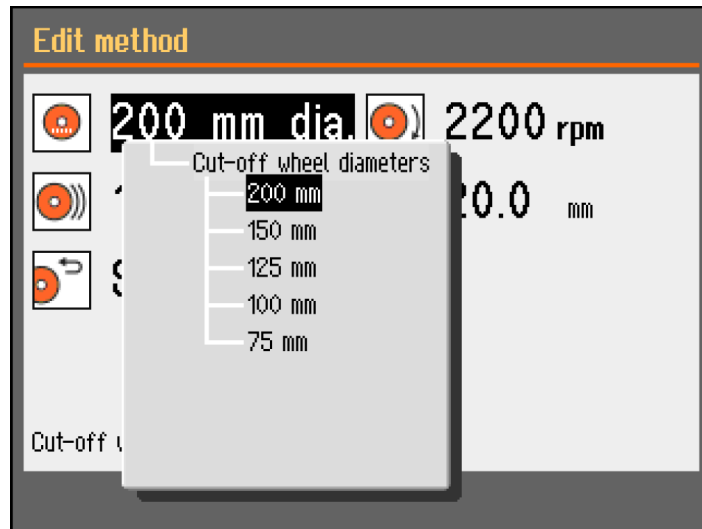 Edit method
200 mm dia.
2200 rpm
Cut-off wheel diameters
200 mm
20.0 mm
150 mm
125 mm
100 mm
75 mm
Cut-off